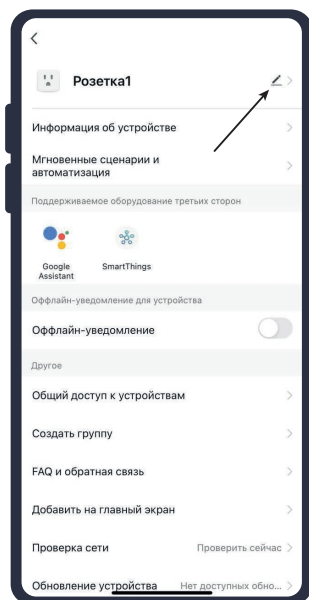 Розетка1
Информация об устройстве
Мгновенные сценарии и
автоматизация
Поддерживаемое оборудование третьих сторон
Google
Assistant
SmartThings
Оффлайн-уведомление для устройства
Оффлайн-уведомление
Другое
Общий доступ к устройствам
Создать группу
FAQ и обратная связь
Добавить на главный экран
Проверка сети Проверить сейчас
Обновление устройства Нет доступных обно...